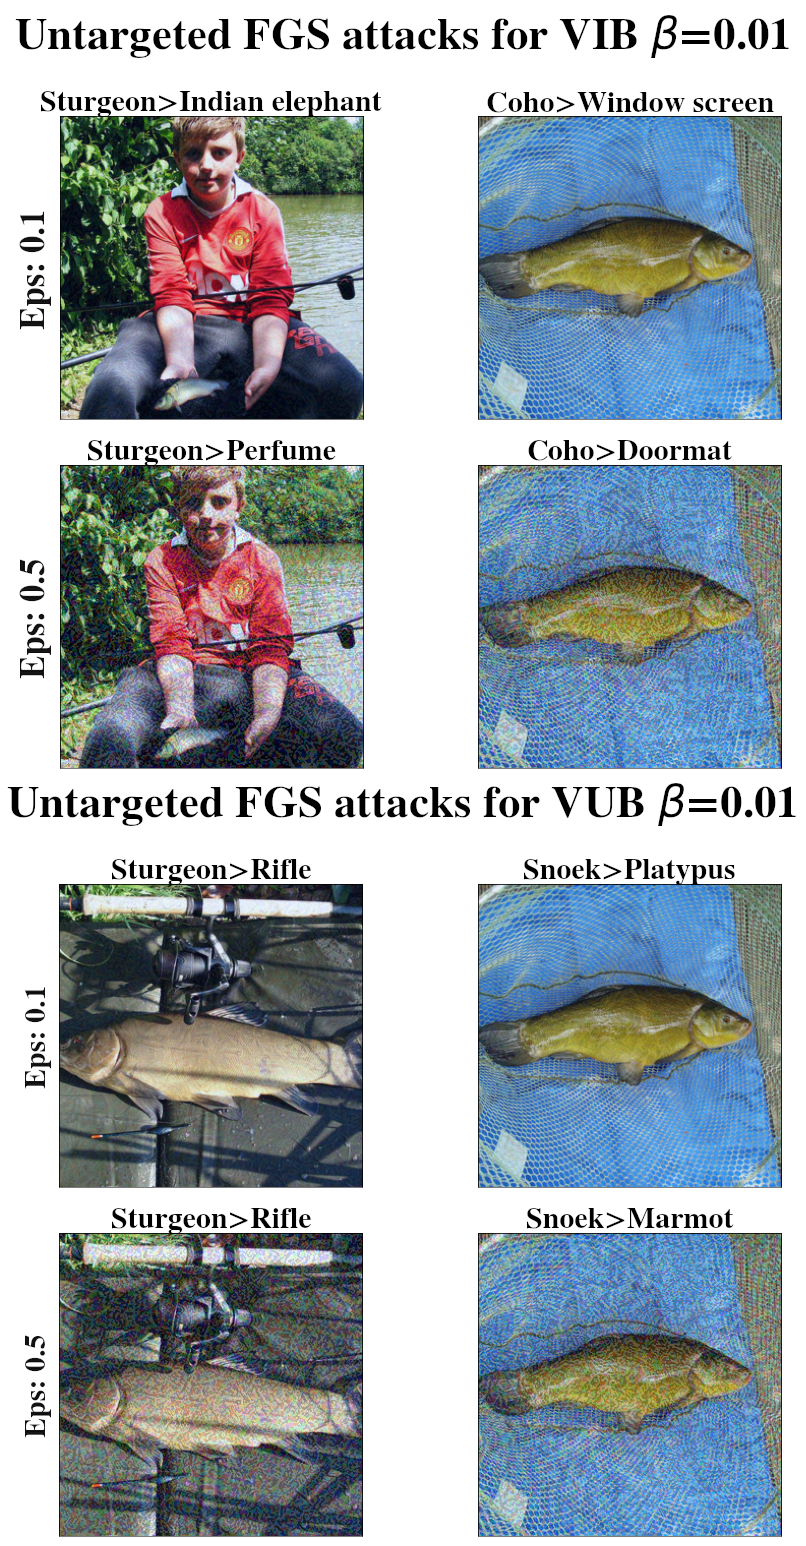 Untargeted FGS attacks for VIB β=0.01
Sturgeon>Indian elephant
Coho>Window screen
Eps: 0.1
Sturgeon>Perfume
Coho>Doormat
Eps: 0.5
Untargeted FGS attacks for VUB β=0.01
Sturgeon>Rifle
Snoek>Platypus
Eps: 0.1
Sturgeon>Rifle
Snoek>Marmot
Eps: 0.5